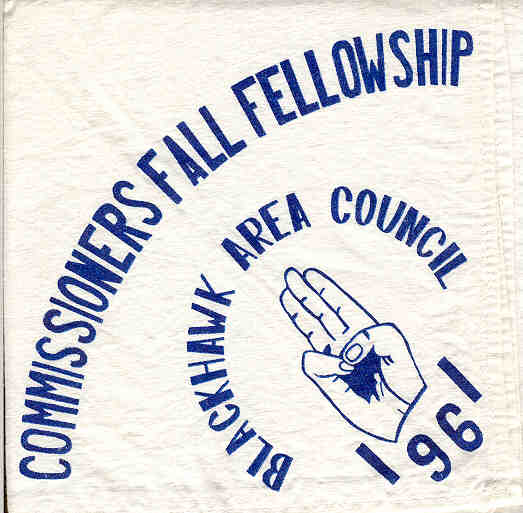 COMMISSIONERS FALL FELLOWSHIP
BLACKHAWK AREA COUNCIL
1961